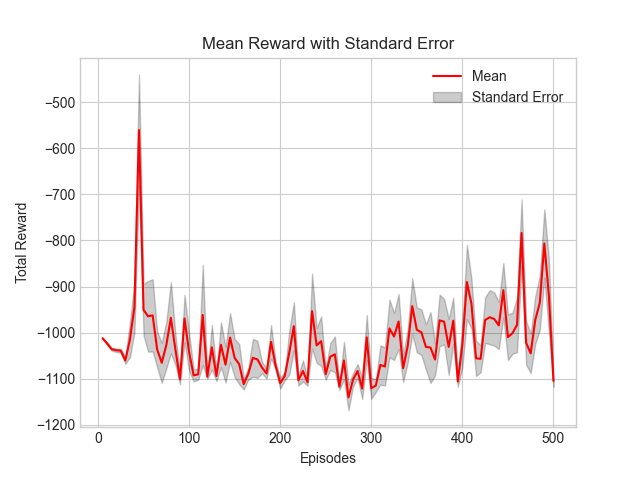 Mean Reward with Standard Error
Mean
Standard Error
Total Reward
−500
−600
−700
−800
−900
−1000
−1100
−1200
0 100 200 300 400 500
Episodes